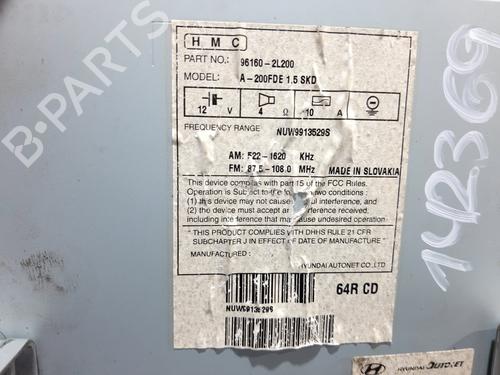 H M C
PART NO.: 96160-2L200
MODEL: A-200FDE 1.5 SKD
12 V 4 Ω 10 A
FREQUENCY RANGE NUW9913529S
AM: 522-1620 KHz
FM: 87.5-108.0 MHz MADE IN SLOVAKIA
This device complies with part 15 of the FCC Rules.
Operation is Subject to the following two conditions:
(1) this device may not cause harmful interference, and
(2) the device must accept any interference received,
including interference that may cause undesired operation
" THIS PRODUCT COMPLIES WITH DHHS RULE 21 CFR
SUBCHAPTER J IN EFFECT OF DATE OF MANUFACTURE "
MANUFACTURED: HYUNDAI AUTONET CO.,LTD
64R CD
HYUNDAI AUTONET
142369
B-PARTS